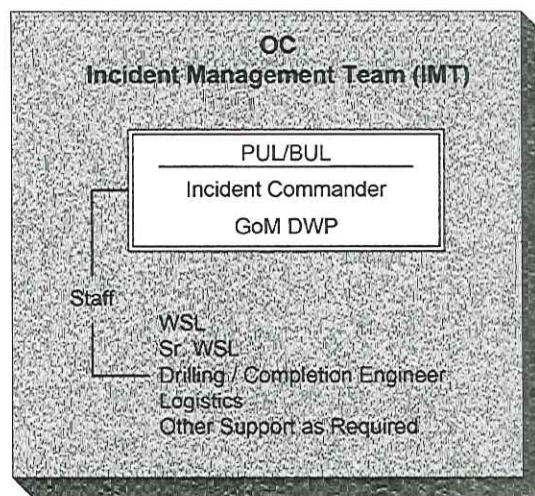 OC
Incident Management Team (IMT)
PUL/BUL
Incident Commander
GoM DWP
Staff
WSL
Sr. WSL
Drilling / Completion Engineer
Logistics
Other Support as Required